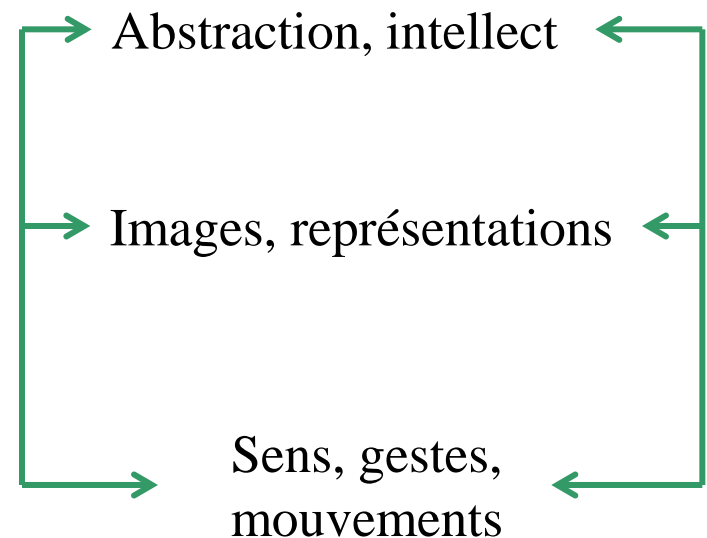 Abstraction, intellect
Images, représentations
Sens, gestes,
mouvements